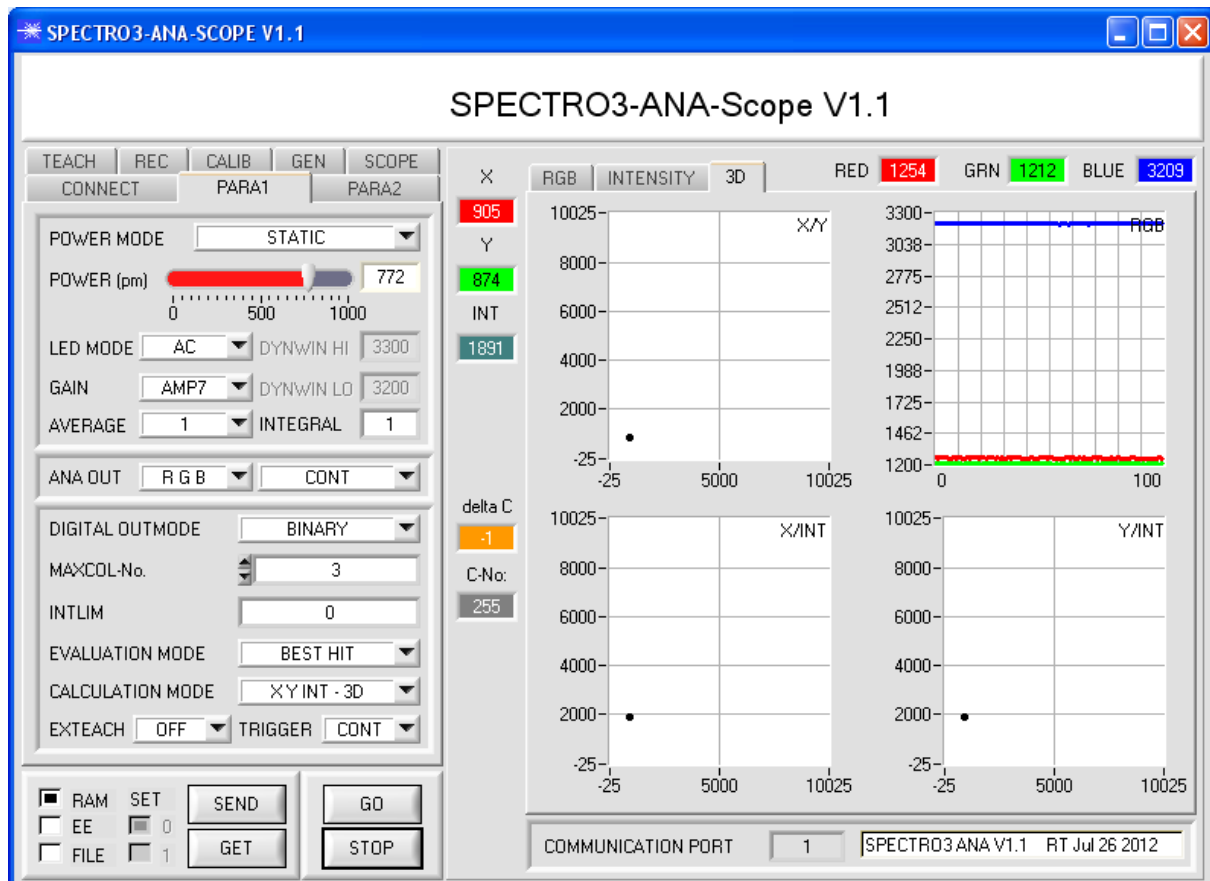 SPECTRO3-ANA-SCOPE V1.1
SPECTRO3-ANA-Scope V1.1
TEACH REC CALIB GEN SCOPE
CONNECT PARA1 PARA2
POWER MODE STATIC
POWER (pm) 772
0 500 1000
LED MODE AC DYNWIN HI 3300
GAIN AMP7 DYNWIN LO 3200
AVERAGE 1 INTEGRAL 1
ANA OUT R G B CONT
DIGITAL OUTMODE BINARY
MAXCOL-No. 3
INTLIM 0
EVALUATION MODE BEST HIT
CALCULATION MODE X Y INT - 3D
EXTEACH OFF TRIGGER CONT
RAM SET SEND GO
EE 0
FILE 1 GET STOP
X
905
Y
874
INT
1891
delta C
-1
C-No:
255
RGB INTENSITY 3D RED 1254 GRN 1212 BLUE 3209
X/Y
10025
8000
6000
4000
2000
-25
-25 5000 10025
RGB
3300
3038
2775
2512
2250
1988
1725
1462
1200
0 100
X/INT
10025
8000
6000
4000
2000
-25
-25 5000 10025
Y/INT
10025
8000
6000
4000
2000
-25
-25 5000 10025
COMMUNICATION PORT 1 SPECTRO3 ANA V1.1 RT Jul 26 2012